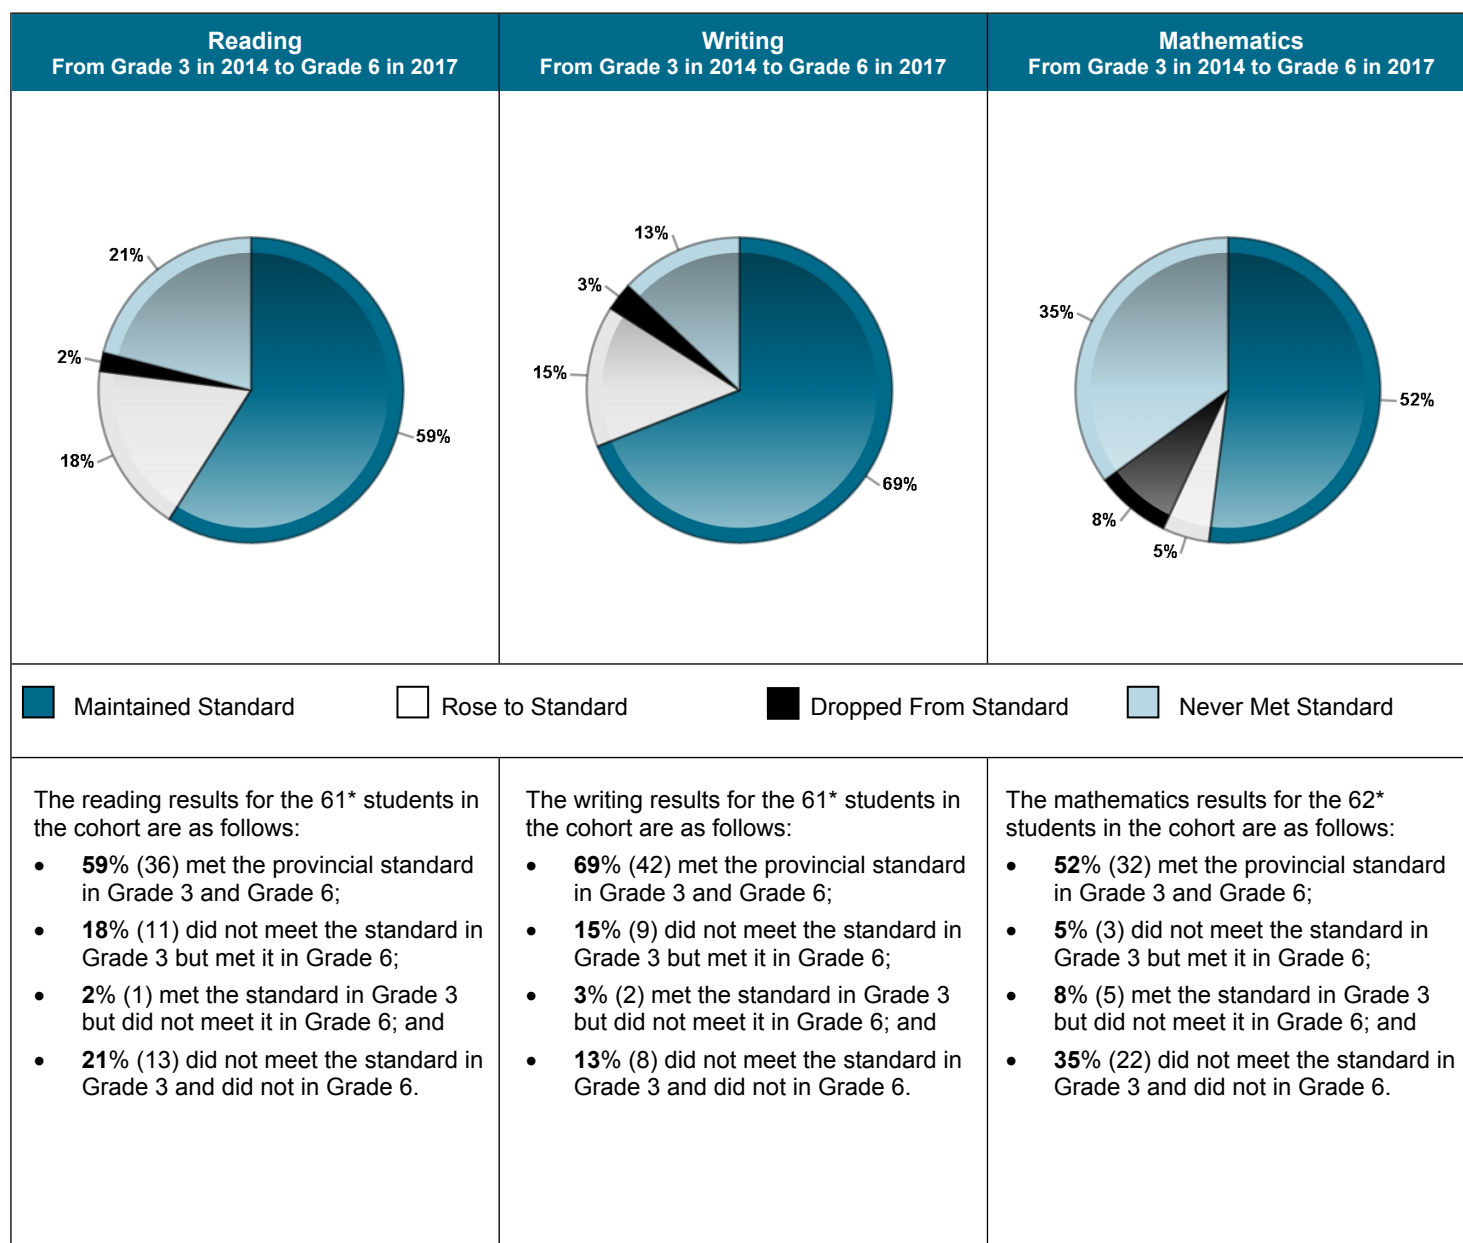 Reading
From Grade 3 in 2014 to Grade 6 in 2017
Writing
From Grade 3 in 2014 to Grade 6 in 2017
Mathematics
From Grade 3 in 2014 to Grade 6 in 2017
21%
2%
18%
59%
13%
3%
15%
69%
35%
8%
5%
52%
Maintained Standard
Rose to Standard
Dropped From Standard
Never Met Standard
The reading results for the 61* students in
the cohort are as follows:
• 59% (36) met the provincial standard
in Grade 3 and Grade 6;
• 18% (11) did not meet the standard in
Grade 3 but met it in Grade 6;
• 2% (1) met the standard in Grade 3
but did not meet it in Grade 6; and
• 21% (13) did not meet the standard in
Grade 3 and did not in Grade 6.
The writing results for the 61* students in
the cohort are as follows:
• 69% (42) met the provincial standard
in Grade 3 and Grade 6;
• 15% (9) did not meet the standard in
Grade 3 but met it in Grade 6;
• 3% (2) met the standard in Grade 3
but did not meet it in Grade 6; and
• 13% (8) did not meet the standard in
Grade 3 and did not in Grade 6.
The mathematics results for the 62*
students in the cohort are as follows:
• 52% (32) met the provincial standard
in Grade 3 and Grade 6;
• 5% (3) did not meet the standard in
Grade 3 but met it in Grade 6;
• 8% (5) met the standard in Grade 3
but did not meet it in Grade 6; and
• 35% (22) did not meet the standard in
Grade 3 and did not in Grade 6.